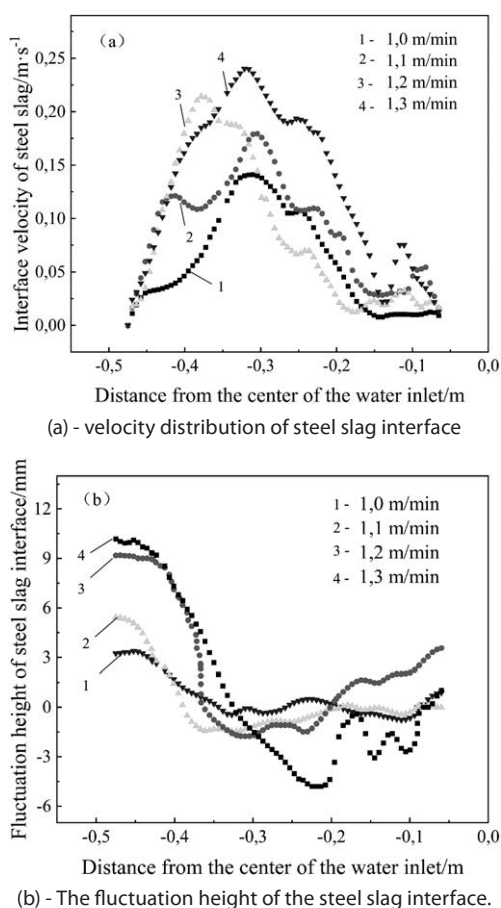 (a)
1 - 1,0 m/min
2 - 1,1 m/min
3 - 1,2 m/min
4 - 1,3 m/min
4
3
2
1
Interface velocity of steel slag/m·s⁻¹
0,25
0,20
0,15
0,10
0,05
0,00
-0,5 -0,4 -0,3 -0,2 -0,1 0,0
Distance from the center of the water inlet/m
(a) - velocity distribution of steel slag interface
(b)
1 - 1,0 m/min
2 - 1,1 m/min
3 - 1,2 m/min
4 - 1,3 m/min
4
3
2
1
Fluctuation height of steel slag interface/mm
12
9
6
3
0
-3
-6
-0,5 -0,4 -0,3 -0,2 -0,1 0,0
Distance from the center of the water inlet/m
(b) - The fluctuation height of the steel slag interface.